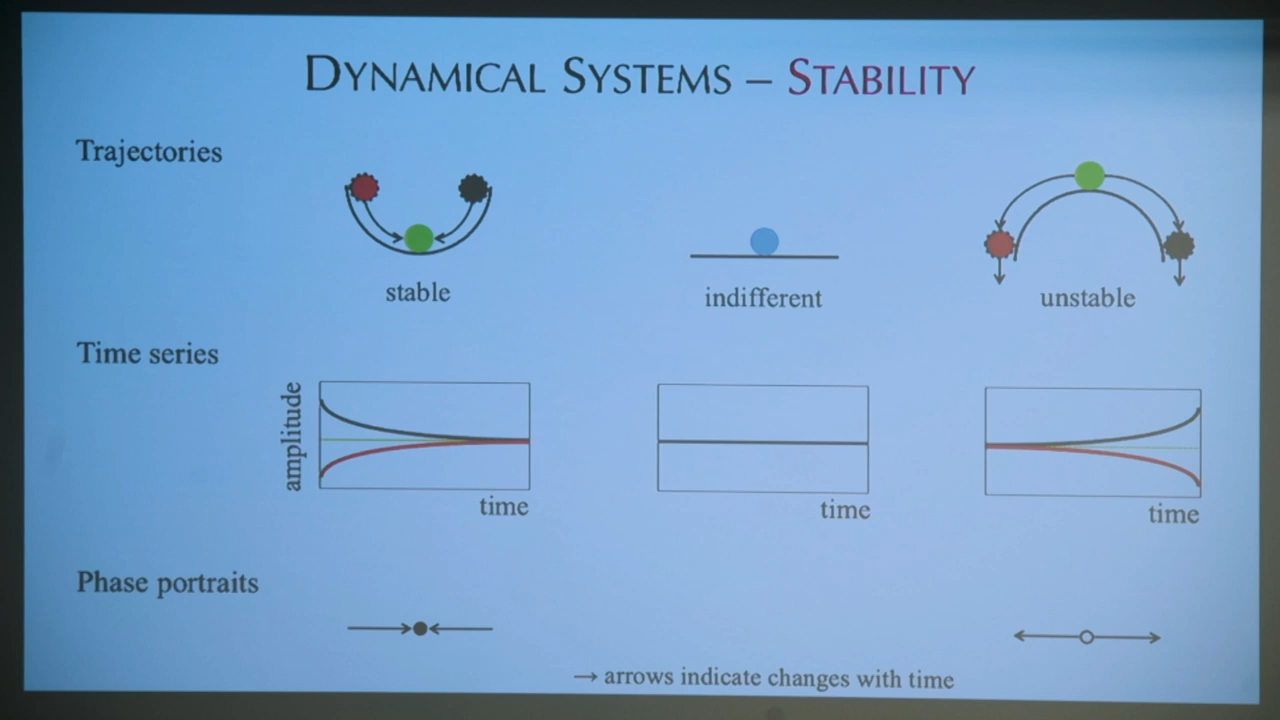 DYNAMICAL SYSTEMS – STABILITY
Trajectories
stable
indifferent
unstable
Time series
amplitude
time
time
time
Phase portraits
→ arrows indicate changes with time